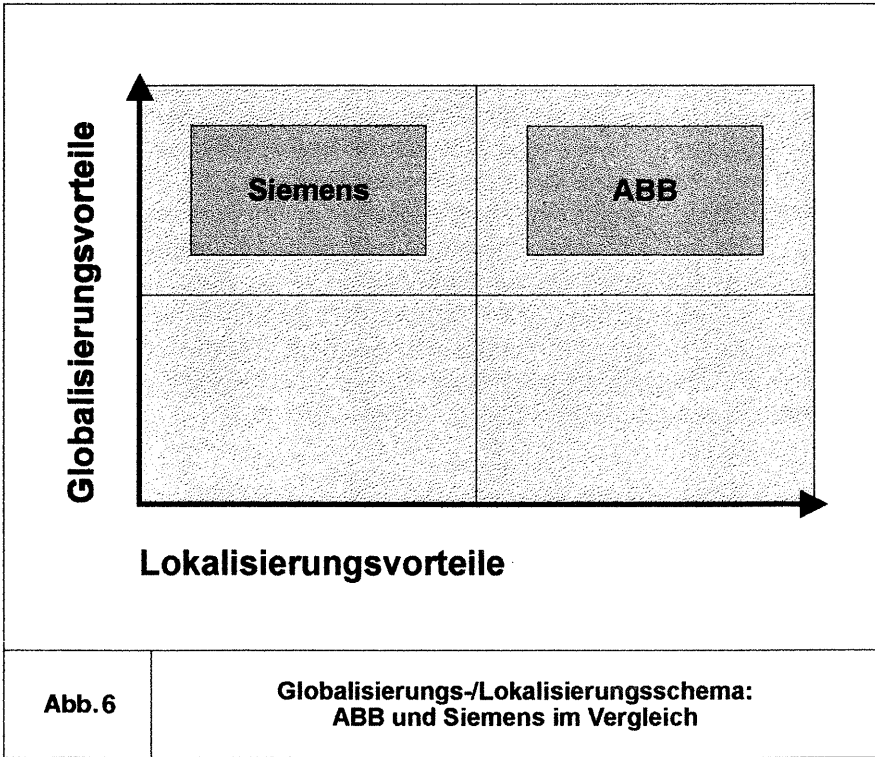 Globalisierungsvorteile
Siemens
ABB
Lokalisierungsvorteile
Abb.6
Globalisierungs-/Lokalisierungsschema:
ABB und Siemens im Vergleich